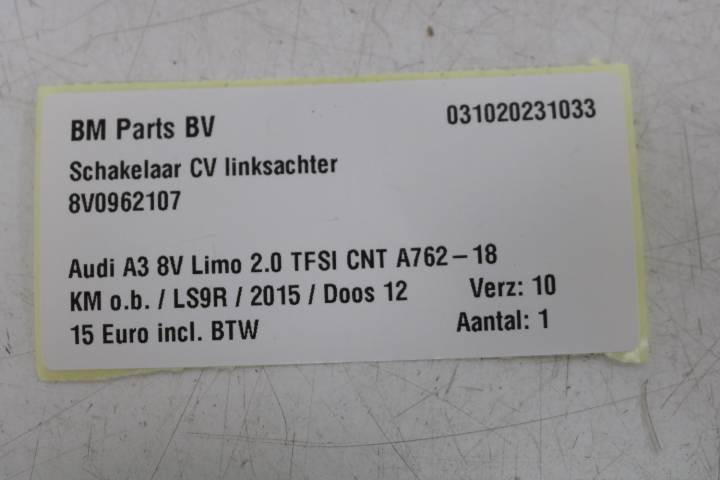 BM Parts BV 031020231033
Schakelaar CV linksachter
8V0962107
Audi A3 8V Limo 2.0 TFSI CNT A762-18
KM o.b. / LS9R / 2015 / Doos 12 Verz: 10
15 Euro incl. BTW Aantal: 1